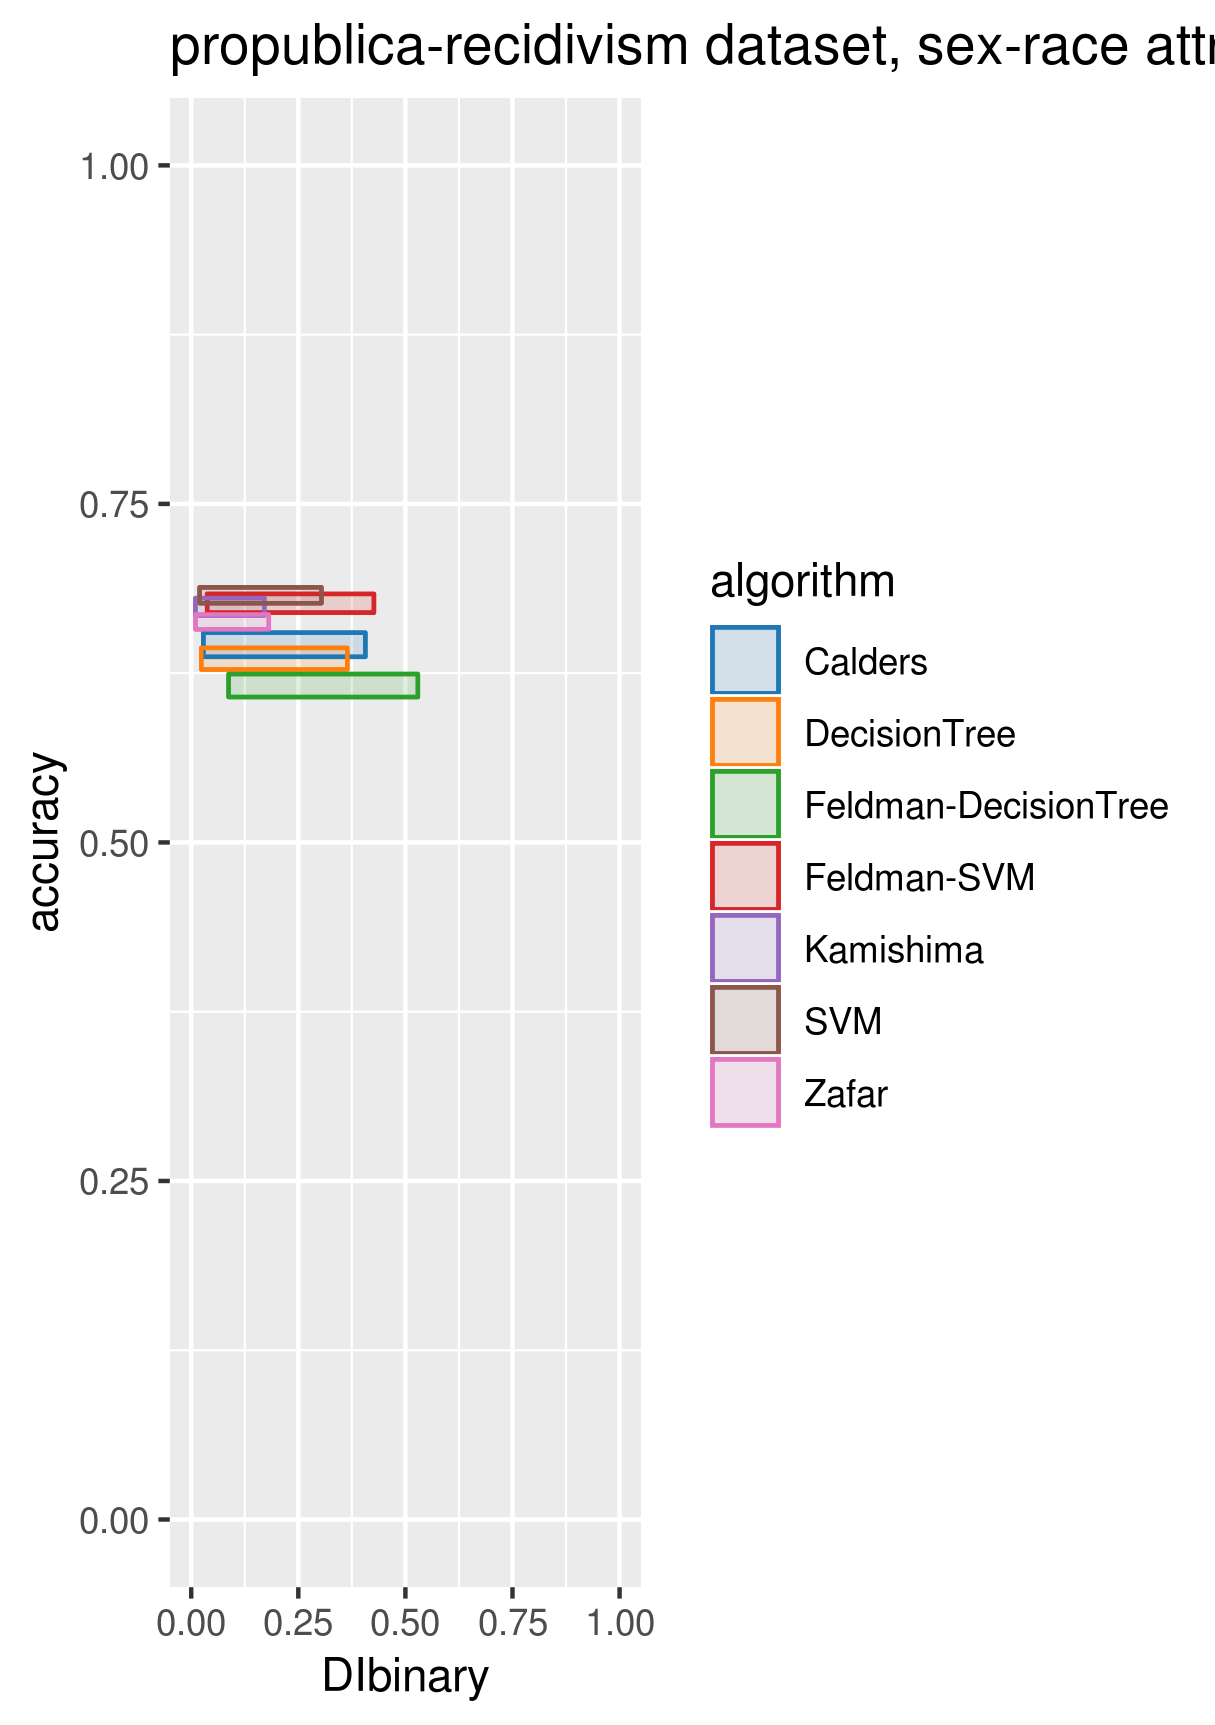 propublica-recidivism dataset, sex-race
1.00
0.75
0.50
0.25
0.00
accuracy
0.00 0.25 0.50 0.75 1.00
DIbinary
algorithm
Calders
DecisionTree
Feldman-DecisionTree
Feldman-SVM
Kamishima
SVM
Zafar